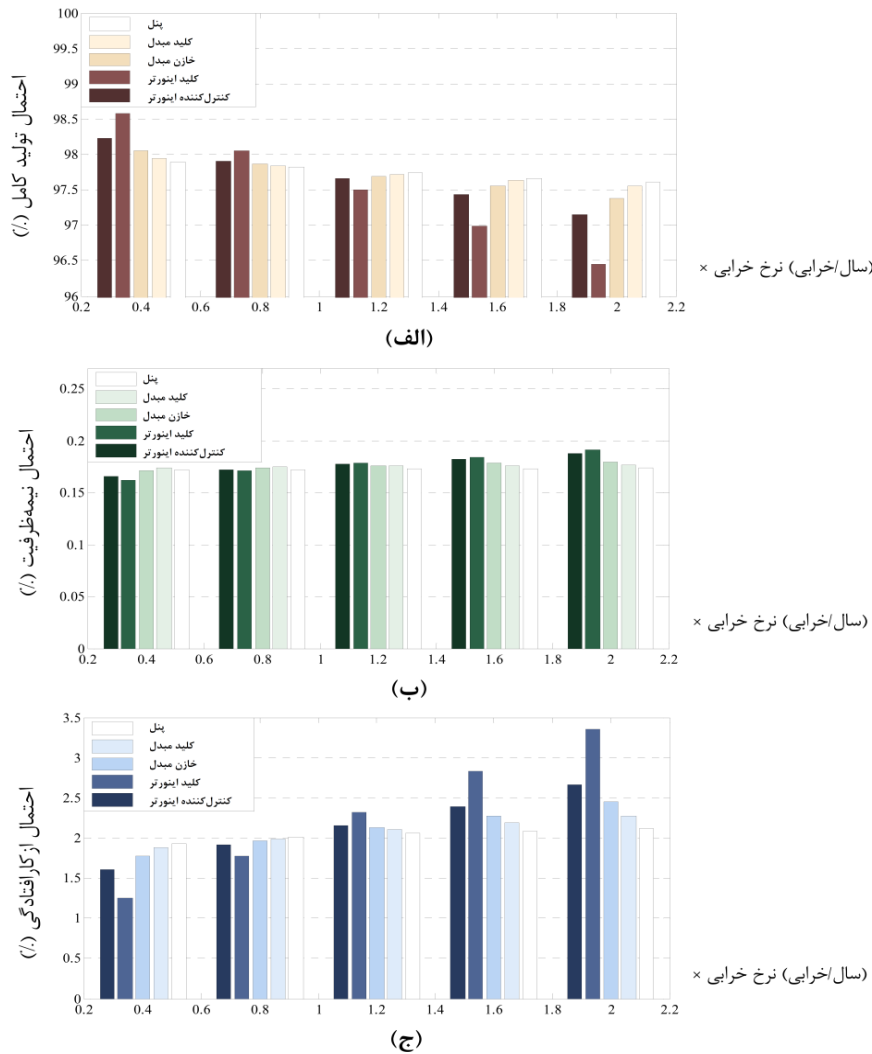 احتمال تولید کامل (٪)
100
99.5
99
98.5
98
97.5
97
96.5
96
پنل
کلید مبدل
خازن مبدل
کلید اینورتر
کنترل‌کننده اینورتر
0.2 0.4 0.6 0.8 1 1.2 1.4 1.6 1.8 2 2.2
(سال/خرابی) نرخ خرابی ×
(الف)
احتمال نیمه‌ظرفیت (٪)
0.25
0.2
0.15
0.1
0.05
0
پنل
کلید مبدل
خازن مبدل
کلید اینورتر
کنترل‌کننده اینورتر
0.2 0.4 0.6 0.8 1 1.2 1.4 1.6 1.8 2 2.2
(سال/خرابی) نرخ خرابی ×
(ب)
احتمال ازکارافتادگی (٪)
3.5
3
2.5
2
1.5
1
0.5
0
پنل
کلید مبدل
خازن مبدل
کلید اینورتر
کنترل‌کننده اینورتر
0.2 0.4 0.6 0.8 1 1.2 1.4 1.6 1.8 2 2.2
(سال/خرابی) نرخ خرابی ×
(ج)